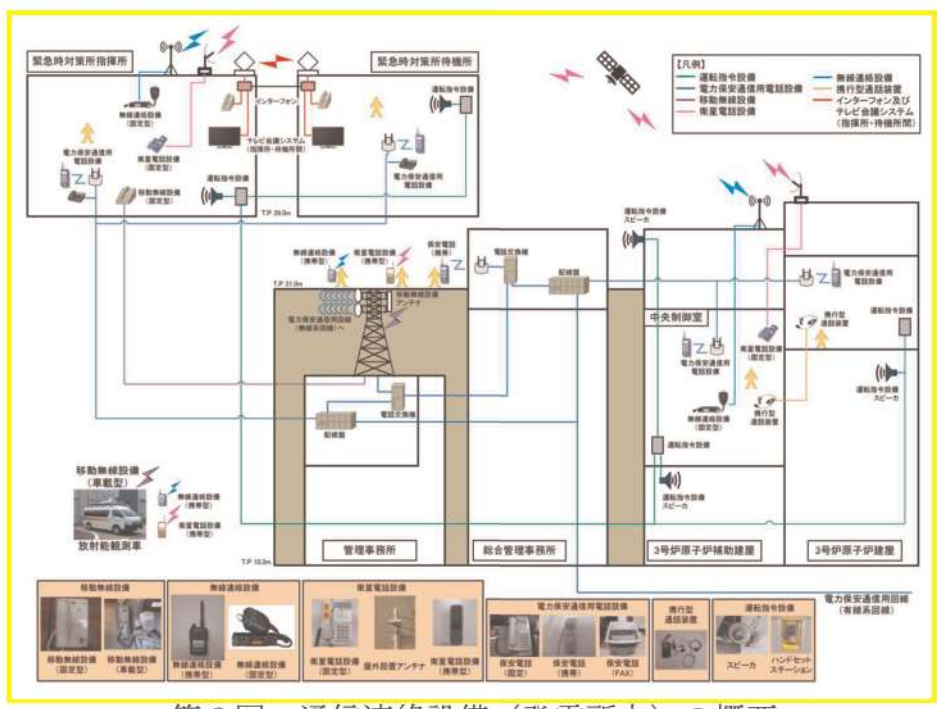 緊急時対策所指揮所
緊急時対策所待機所
【凡例】
運転指令設備
電力保安通信用電話設備
移動無線設備
衛星電話設備
無線連絡設備
携行型通話装置
インターフォン及び
テレビ会議システム
(指揮所・待機所間)
無線連絡設備
(固定型)
インターフォン
運転指令設備
テレビ会議システム
(指揮所・待機所間)
電力保安通信用
電話設備
衛星電話設備
(固定型)
移動無線設備
(固定型)
運転指令設備
電力保安通信用
電話設備
T.P 39.0m
運転指令設備
スピーカ
無線連絡設備
(携帯型)
衛星電話設備
(携帯型)
保安電話
(携帯)
電話交換機
配線盤
T.P 31.0m
移動無線設備
アンテナ
電力保安通信用回線
(無線系回線)へ
電力保安通信用
電話設備
中央制御室
携行型
通話装置
運転指令設備
電力保安通信用
電話設備
衛星電話設備
(固定型)
運転指令設備
スピーカ
無線連絡設備
(固定型)
携行型
通話装置
電話交換機
配線盤
運転指令設備
移動無線設備
(車載型)
無線連絡設備
(携帯型)
衛星電話設備
(携帯型)
放射能観測車
運転指令設備
スピーカ
管理事務所
総合管理事務所
3号炉原子炉補助建屋
3号炉原子炉建屋
T.P 10.0m
電力保安通信用回線
(有線系回線)
移動無線設備
移動無線設備
(固定型)
移動無線設備
(車載型)
無線連絡設備
無線連絡設備
(携帯型)
無線連絡設備
(固定型)
衛星電話設備
衛星電話設備
(固定型)
屋外設置アンテナ
衛星電話設備
(携帯型)
電力保安通信用電話設備
保安電話
(固定)
保安電話
(携帯)
保安電話
(FAX)
携行型
通話装置
運転指令設備
スピーカ
ハンドセット
ステーション